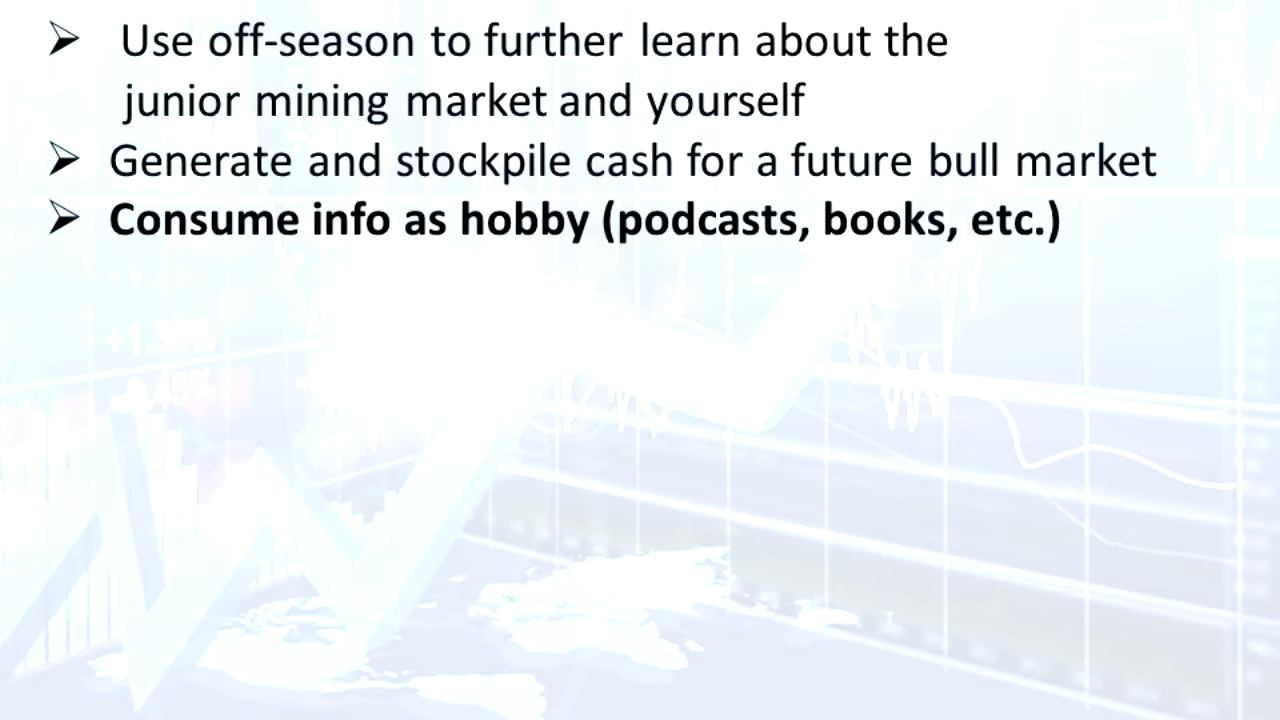 ➢ Use off-season to further learn about the
junior mining market and yourself
➢ Generate and stockpile cash for a future bull market
➢ Consume info as hobby (podcasts, books, etc.)